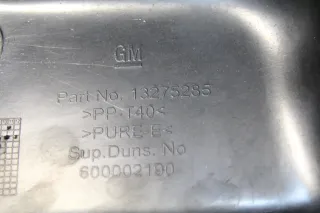 GM
Part No. 13275285
>PP-T40<
>PURE-E<
Sup.Duns. No
600002190